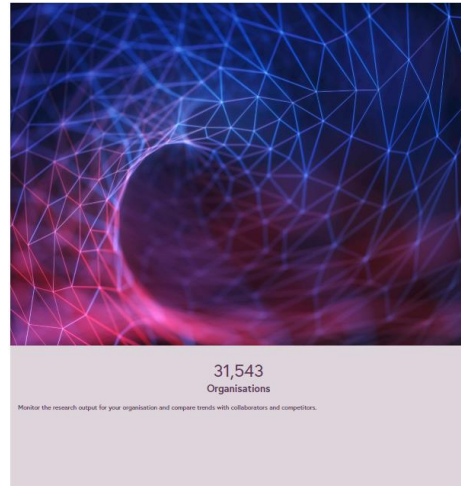 31,543
Organisations
Monitor the research output for your organisation and compare trends with collaborators and competitors.